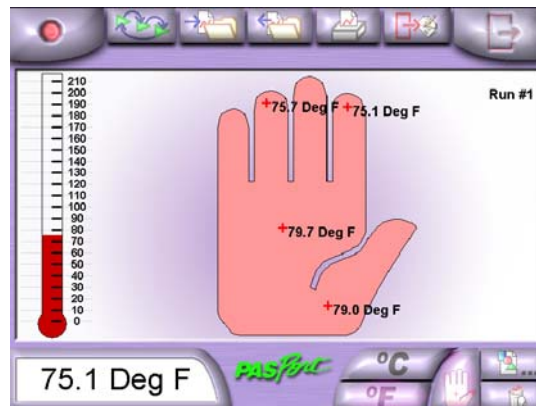 210
200
190
180
170
160
150
140
130
120
110
100
90
80
70
60
50
40
30
20
10
0
Run #1
75.7 Deg F
75.1 Deg F
79.7 Deg F
79.0 Deg F
75.1 Deg F
PASPort
°C
°F
...